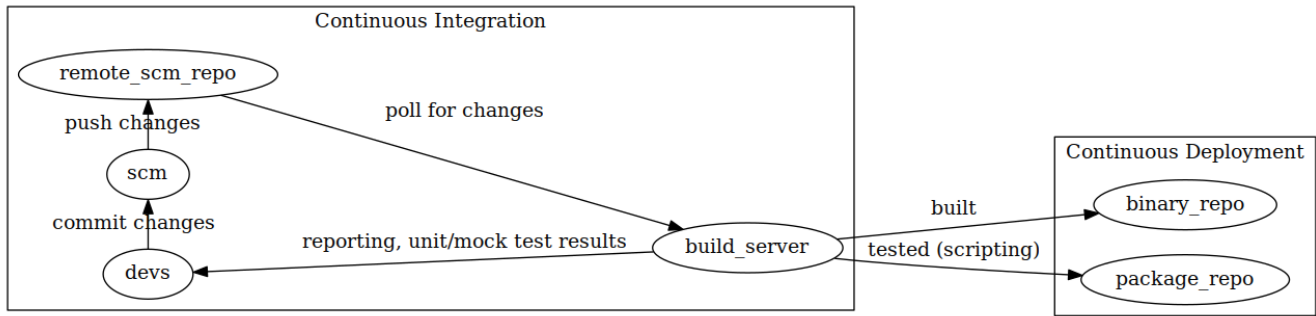 Continuous Integration
remote_scm_repo
poll for changes
push changes
scm
commit changes
reporting, unit/mock test results
devs
build_server
Continuous Deployment
built
binary_repo
tested (scripting)
package_repo